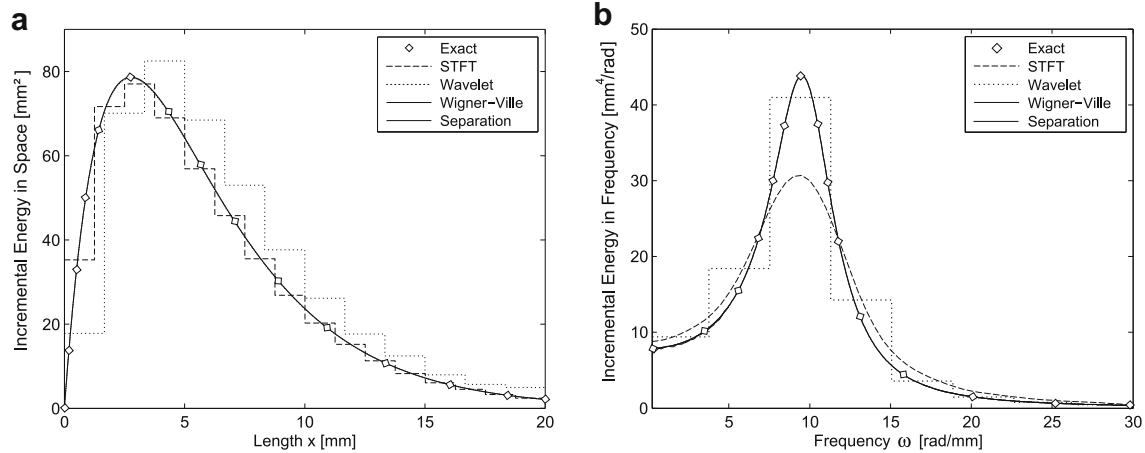 a
Incremental Energy in Space [mm²]
80
60
40
20
0
0 5 10 15 20
Length x [mm]
Exact
STFT
Wavelet
Wigner-Ville
Separation
b
Incremental Energy in Frequency [mm⁴/rad]
50
40
30
20
10
0
5 10 15 20 25 30
Frequency ω [rad/mm]
Exact
STFT
Wavelet
Wigner-Ville
Separation